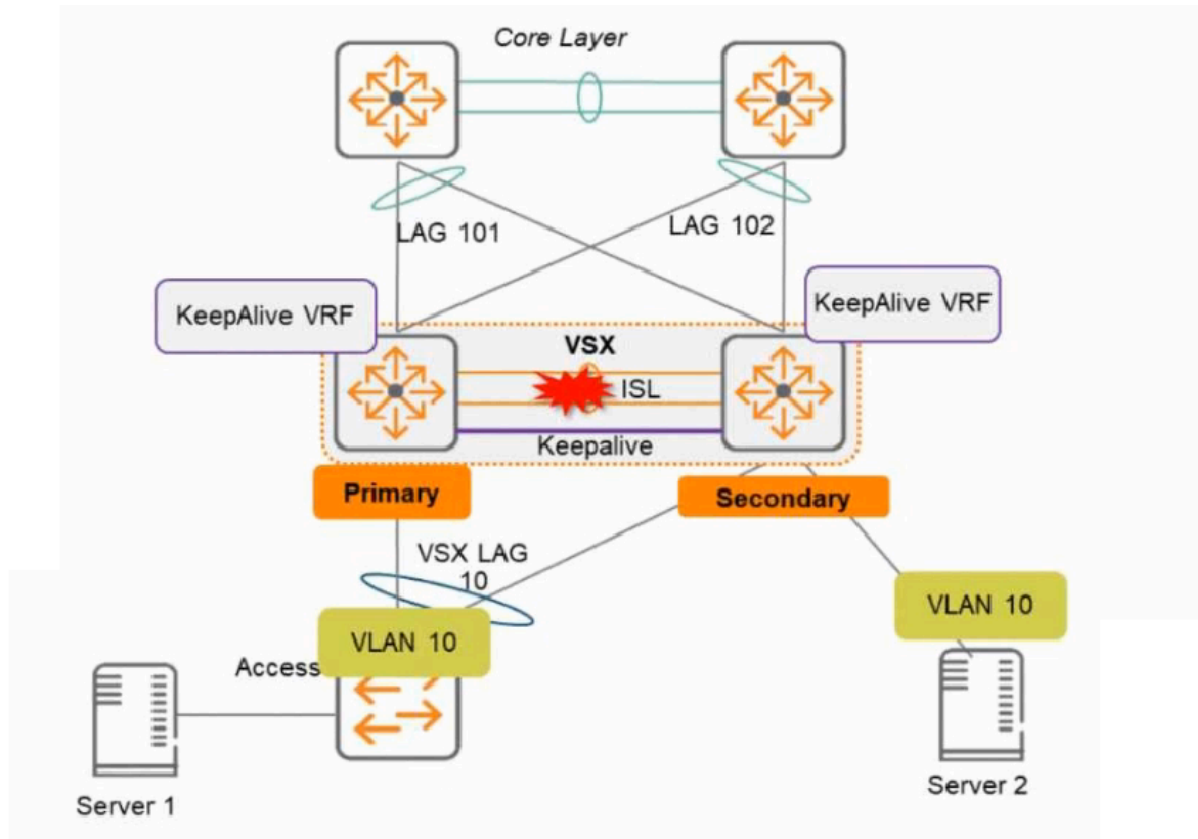 Core Layer
LAG 101
LAG 102
KeepAlive VRF
KeepAlive VRF
VSX
ISL
Keepalive
Primary
Secondary
VSX LAG
10
VLAN 10
VLAN 10
Access
Server 1
Server 2